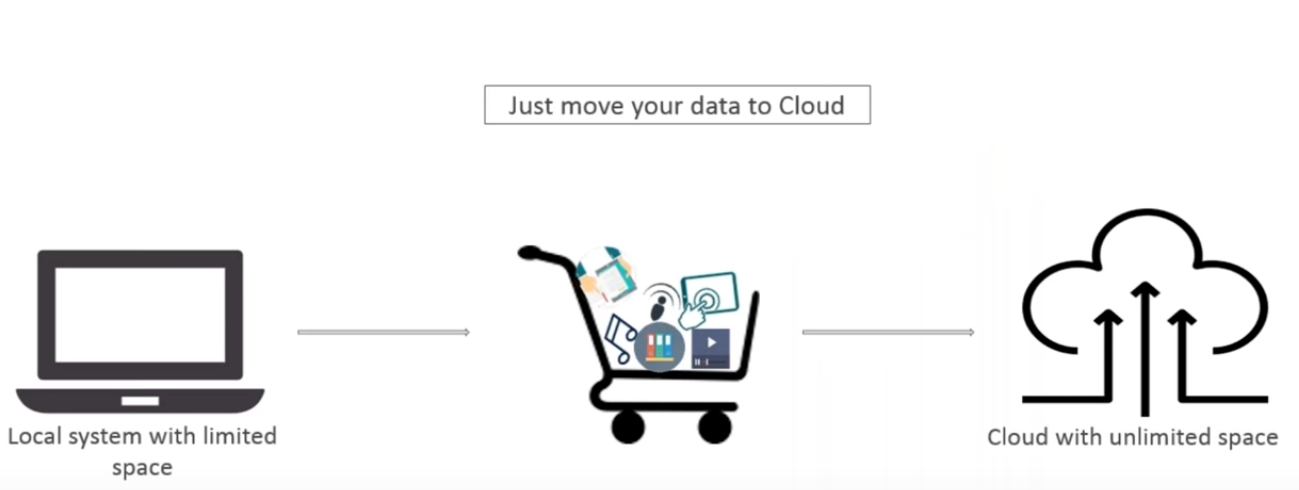 Just move your data to Cloud
Local system with limited
space
Cloud with unlimited space